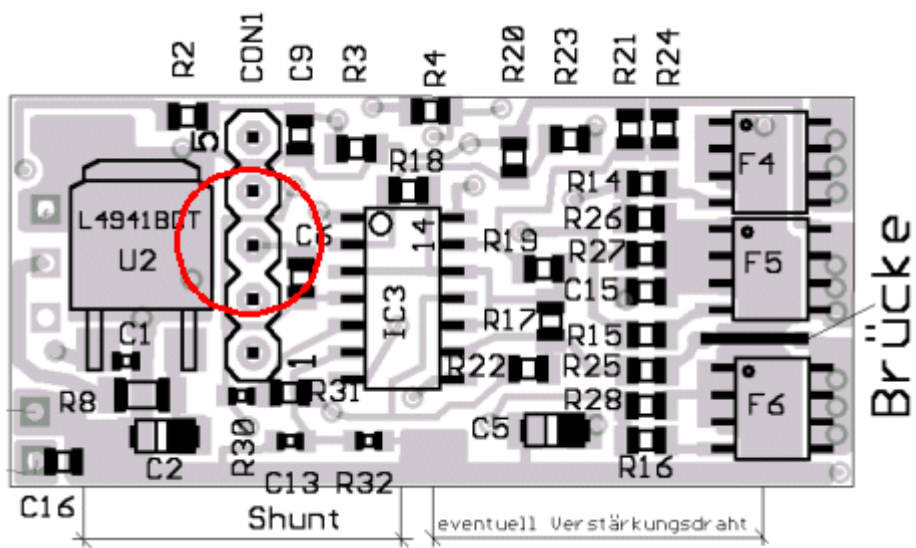 R2
CON1
C9
R3
R4
R20
R23
R21
R24
5
R18
F4
R14
L4941BDT
U2
C6
14
R19
R26
R27
F5
C1
IC3
R17
C15
R15
Brücke
1
R22
R25
R8
R31
R28
F6
C2
R30
C5
R16
C13
R32
C16
Shunt
eventuell Verstärkungsdraht